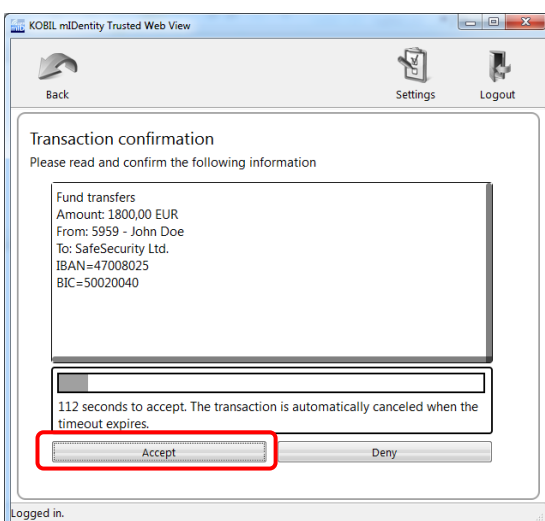 KOBIL mIDentity Trusted Web View
Back
Settings
Logout
Transaction confirmation
Please read and confirm the following information
Fund transfers
Amount: 1800,00 EUR
From: 5959 - John Doe
To: SafeSecurity Ltd.
IBAN=47008025
BIC=50020040
112 seconds to accept. The transaction is automatically canceled when the
timeout expires.
Accept
Deny
Logged in.